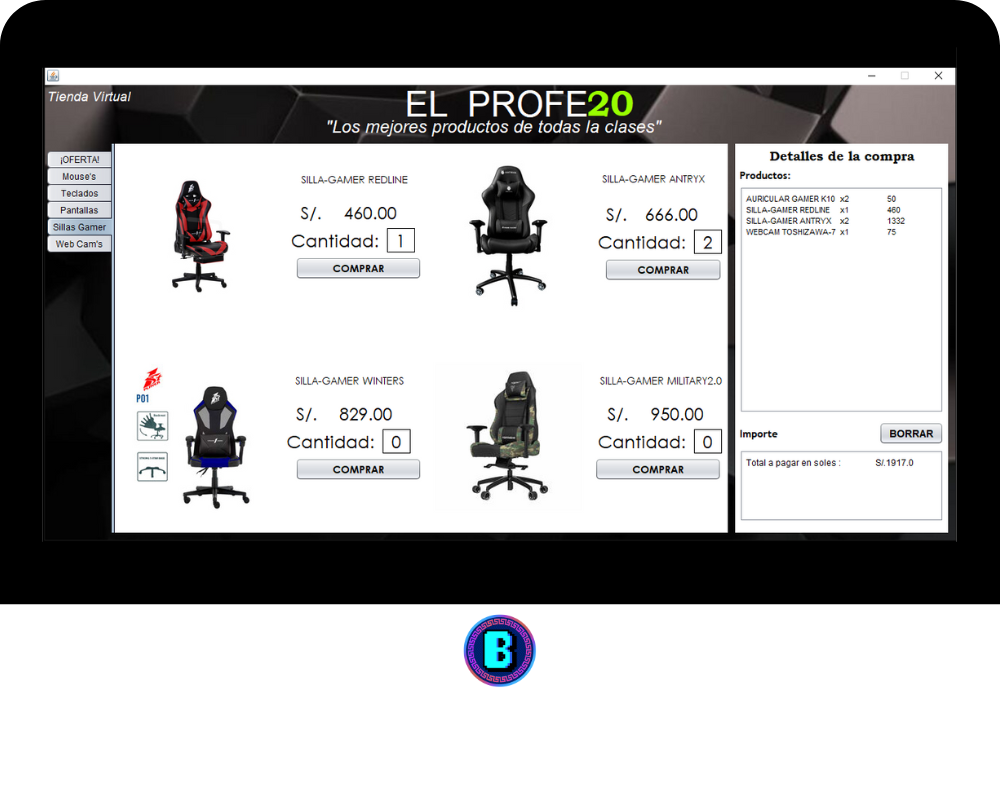 Tienda Virtual
EL PROFE20
"Los mejores productos de todas la clases"
¡OFERTA!
Mouse's
Teclados
Pantallas
Sillas Gamer
Web Cam's
SILLA-GAMER REDLINE
S/. 460.00
Cantidad: 1
COMPRAR
SILLA-GAMER ANTRYX
S/. 666.00
Cantidad: 2
COMPRAR
P01
SILLA-GAMER WINTERS
S/. 829.00
Cantidad: 0
COMPRAR
SILLA-GAMER MILITARY2.0
S/. 950.00
Cantidad: 0
COMPRAR
Detalles de la compra
Productos:
AURICULAR GAMER K10 x2 50
SILLA-GAMER REDLINE x1 460
SILLA-GAMER ANTRYX x2 1332
WEBCAM TOSHIZAWA-7 x1 75
Importe
BORRAR
Total a pagar en soles : S/.1917.0
B